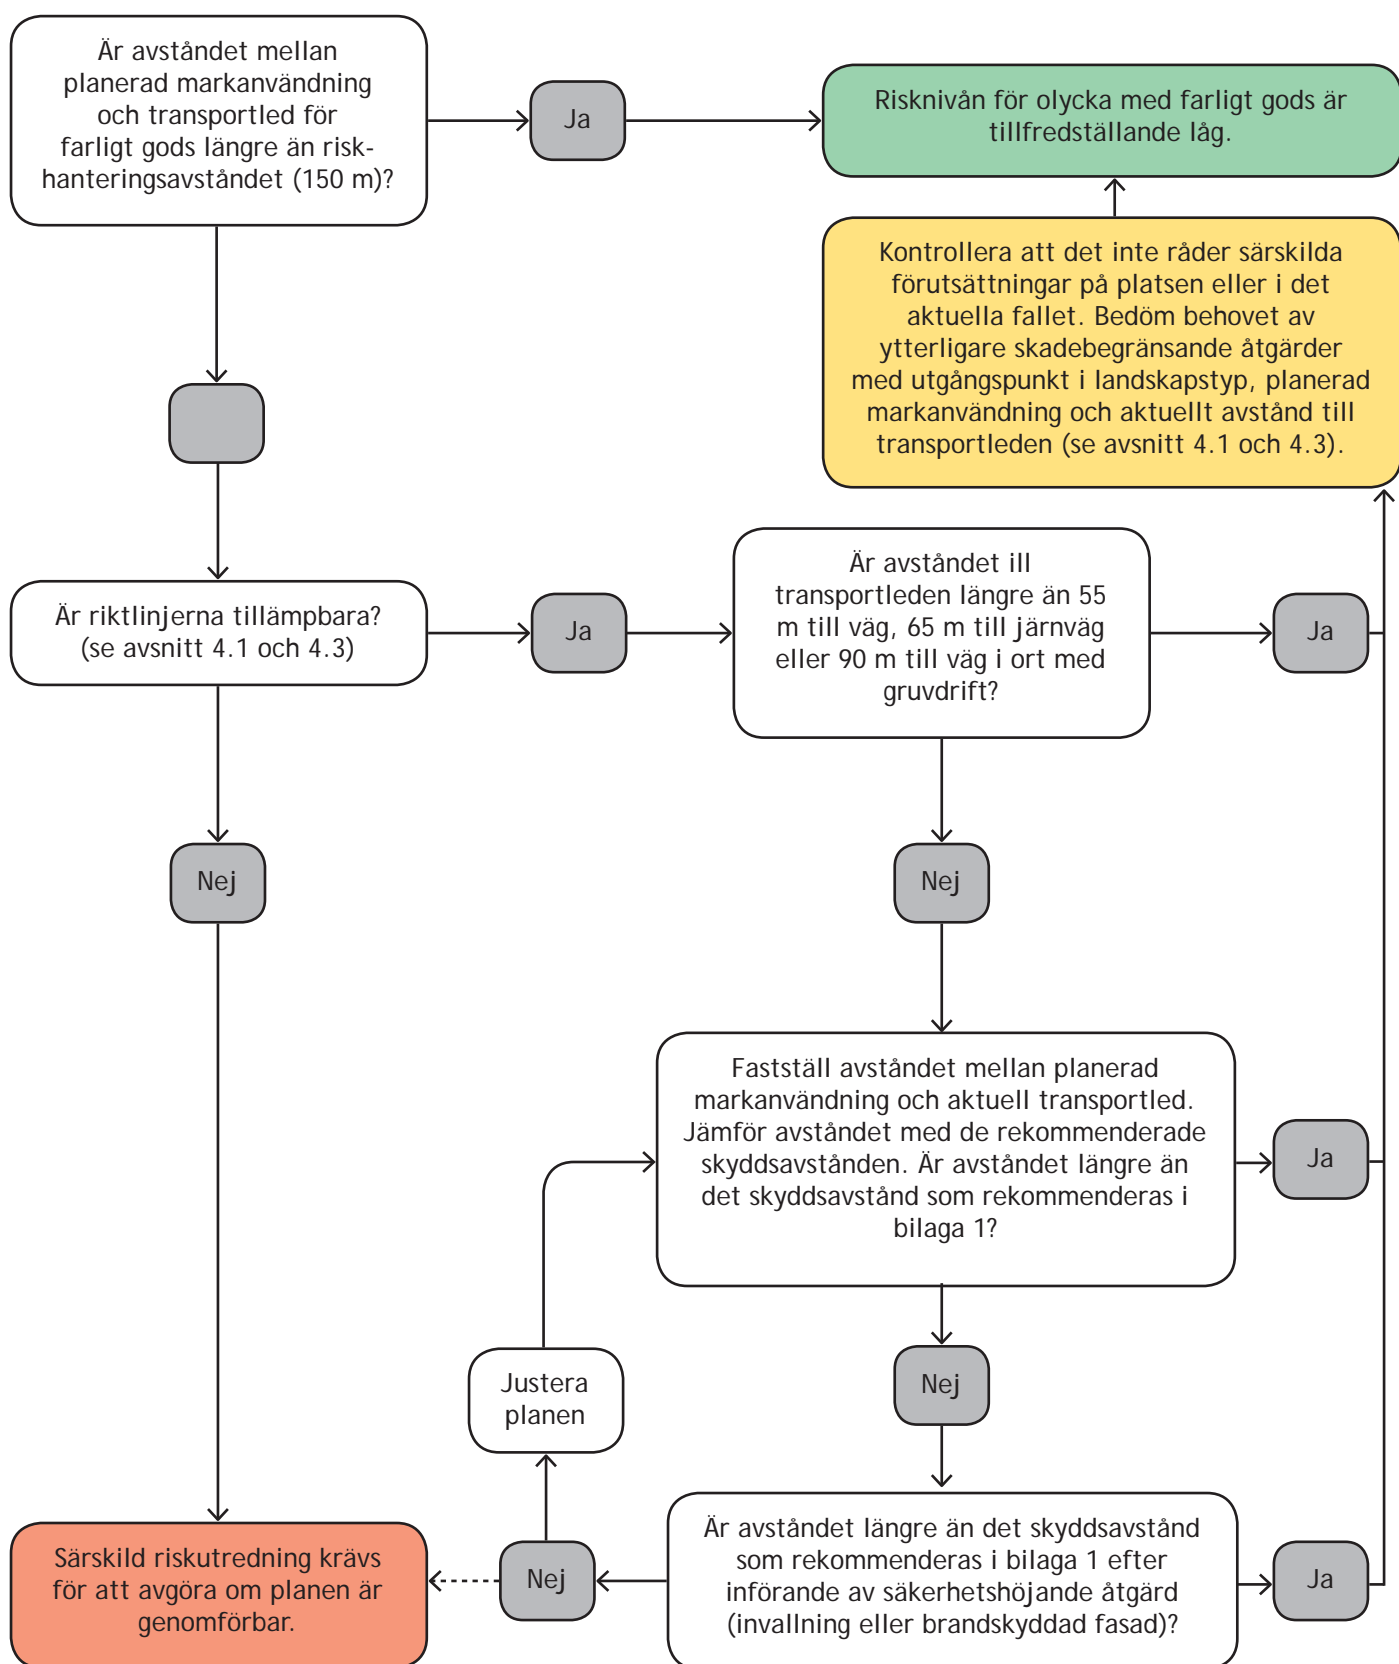 Är avståndet mellan
planerad markanvändning
och transportled för
farligt gods längre än risk-
hanteringsavståndet (150 m)?
Ja
Risknivån för olycka med farligt gods är
tillfredställande låg.
Kontrollera att det inte råder särskilda
förutsättningar på platsen eller i det
aktuella fallet. Bedöm behovet av
ytterligare skadebegränsande åtgärder
med utgångspunkt i landskapstyp, planerad
markanvändning och aktuellt avstånd till
transportleden (se avsnitt 4.1 och 4.3).
Är riktlinjerna tillämpbara?
(se avsnitt 4.1 och 4.3)
Ja
Är avståndet ill
transportleden längre än 55
m till väg, 65 m till järnväg
eller 90 m till väg i ort med
gruvdrift?
Ja
Nej
Nej
Fastställ avståndet mellan planerad
markanvändning och aktuell transportled.
Jämför avståndet med de rekommenderade
skyddsavstånden. Är avståndet längre än
det skyddsavstånd som rekommenderas i
bilaga 1?
Ja
Justera
planen
Nej
Särskild riskutredning krävs
för att avgöra om planen är
genomförbar.
Nej
Är avståndet längre än det skyddsavstånd
som rekommenderas i bilaga 1 efter
införande av säkerhetshöjande åtgärd
(invallning eller brandskyddad fasad)?
Ja